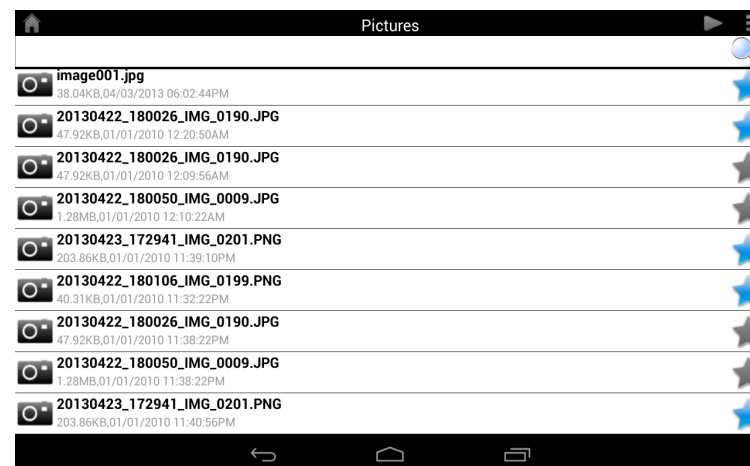 Pictures
image001.jpg
38.04KB,04/03/2013 06:02:44PM
20130422_180026_IMG_0190.JPG
47.92KB,01/01/2010 12:20:50AM
20130422_180026_IMG_0190.JPG
47.92KB,01/01/2010 12:09:56AM
20130422_180050_IMG_0009.JPG
1.28MB,01/01/2010 12:10:22AM
20130423_172941_IMG_0201.PNG
203.86KB,01/01/2010 11:39:10PM
20130422_180106_IMG_0199.PNG
40.31KB,01/01/2010 11:32:22PM
20130422_180026_IMG_0190.JPG
47.92KB,01/01/2010 11:38:22PM
20130422_180050_IMG_0009.JPG
1.28MB,01/01/2010 11:38:22PM
20130423_172941_IMG_0201.PNG
203.86KB,01/01/2010 11:40:56PM